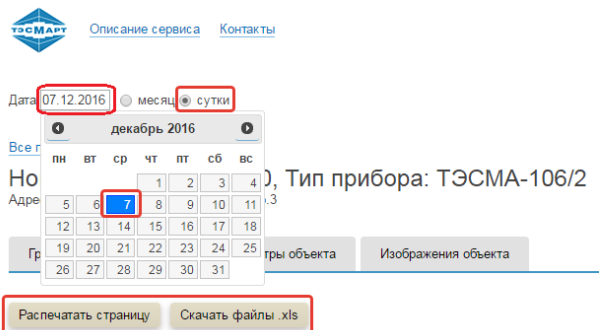 ТЭСМАРТ
Описание сервиса Контакты
Дата 07.12.2016 месяц сутки
декабрь 2016
Все
пн вт ср чт пт сб вс
1 2 3 4
Но 0, Тип прибора: ТЭСМА-106/2
Адре .3
5 6 7 8 9 10 11
12 13 14 15 16 17 18
19 20 21 22 23 24 25
Гр тры объекта Изображения объекта
26 27 28 29 30 31
Распечатать страницу Скачать файлы .xls